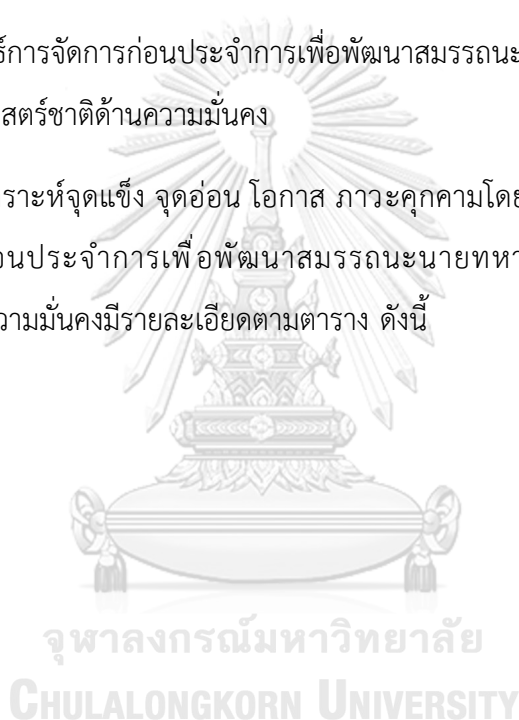 ธ์การจัดการก่อนประจำการเพื่อพัฒนาสมรรถนะ
สตร์ชาติด้านความมั่นคง
ราะห์จุดแข็ง จุดอ่อน โอกาส ภาวะคุกคามโดย
อนประจำการเพื่อพัฒนาสมรรถนะนายทหา
วามมั่นคงมีรายละเอียดตามตาราง ดังนี้
จุฬาลงกรณ์มหาวิทยาลัย
CHULALONGKORN UNIVERSITY